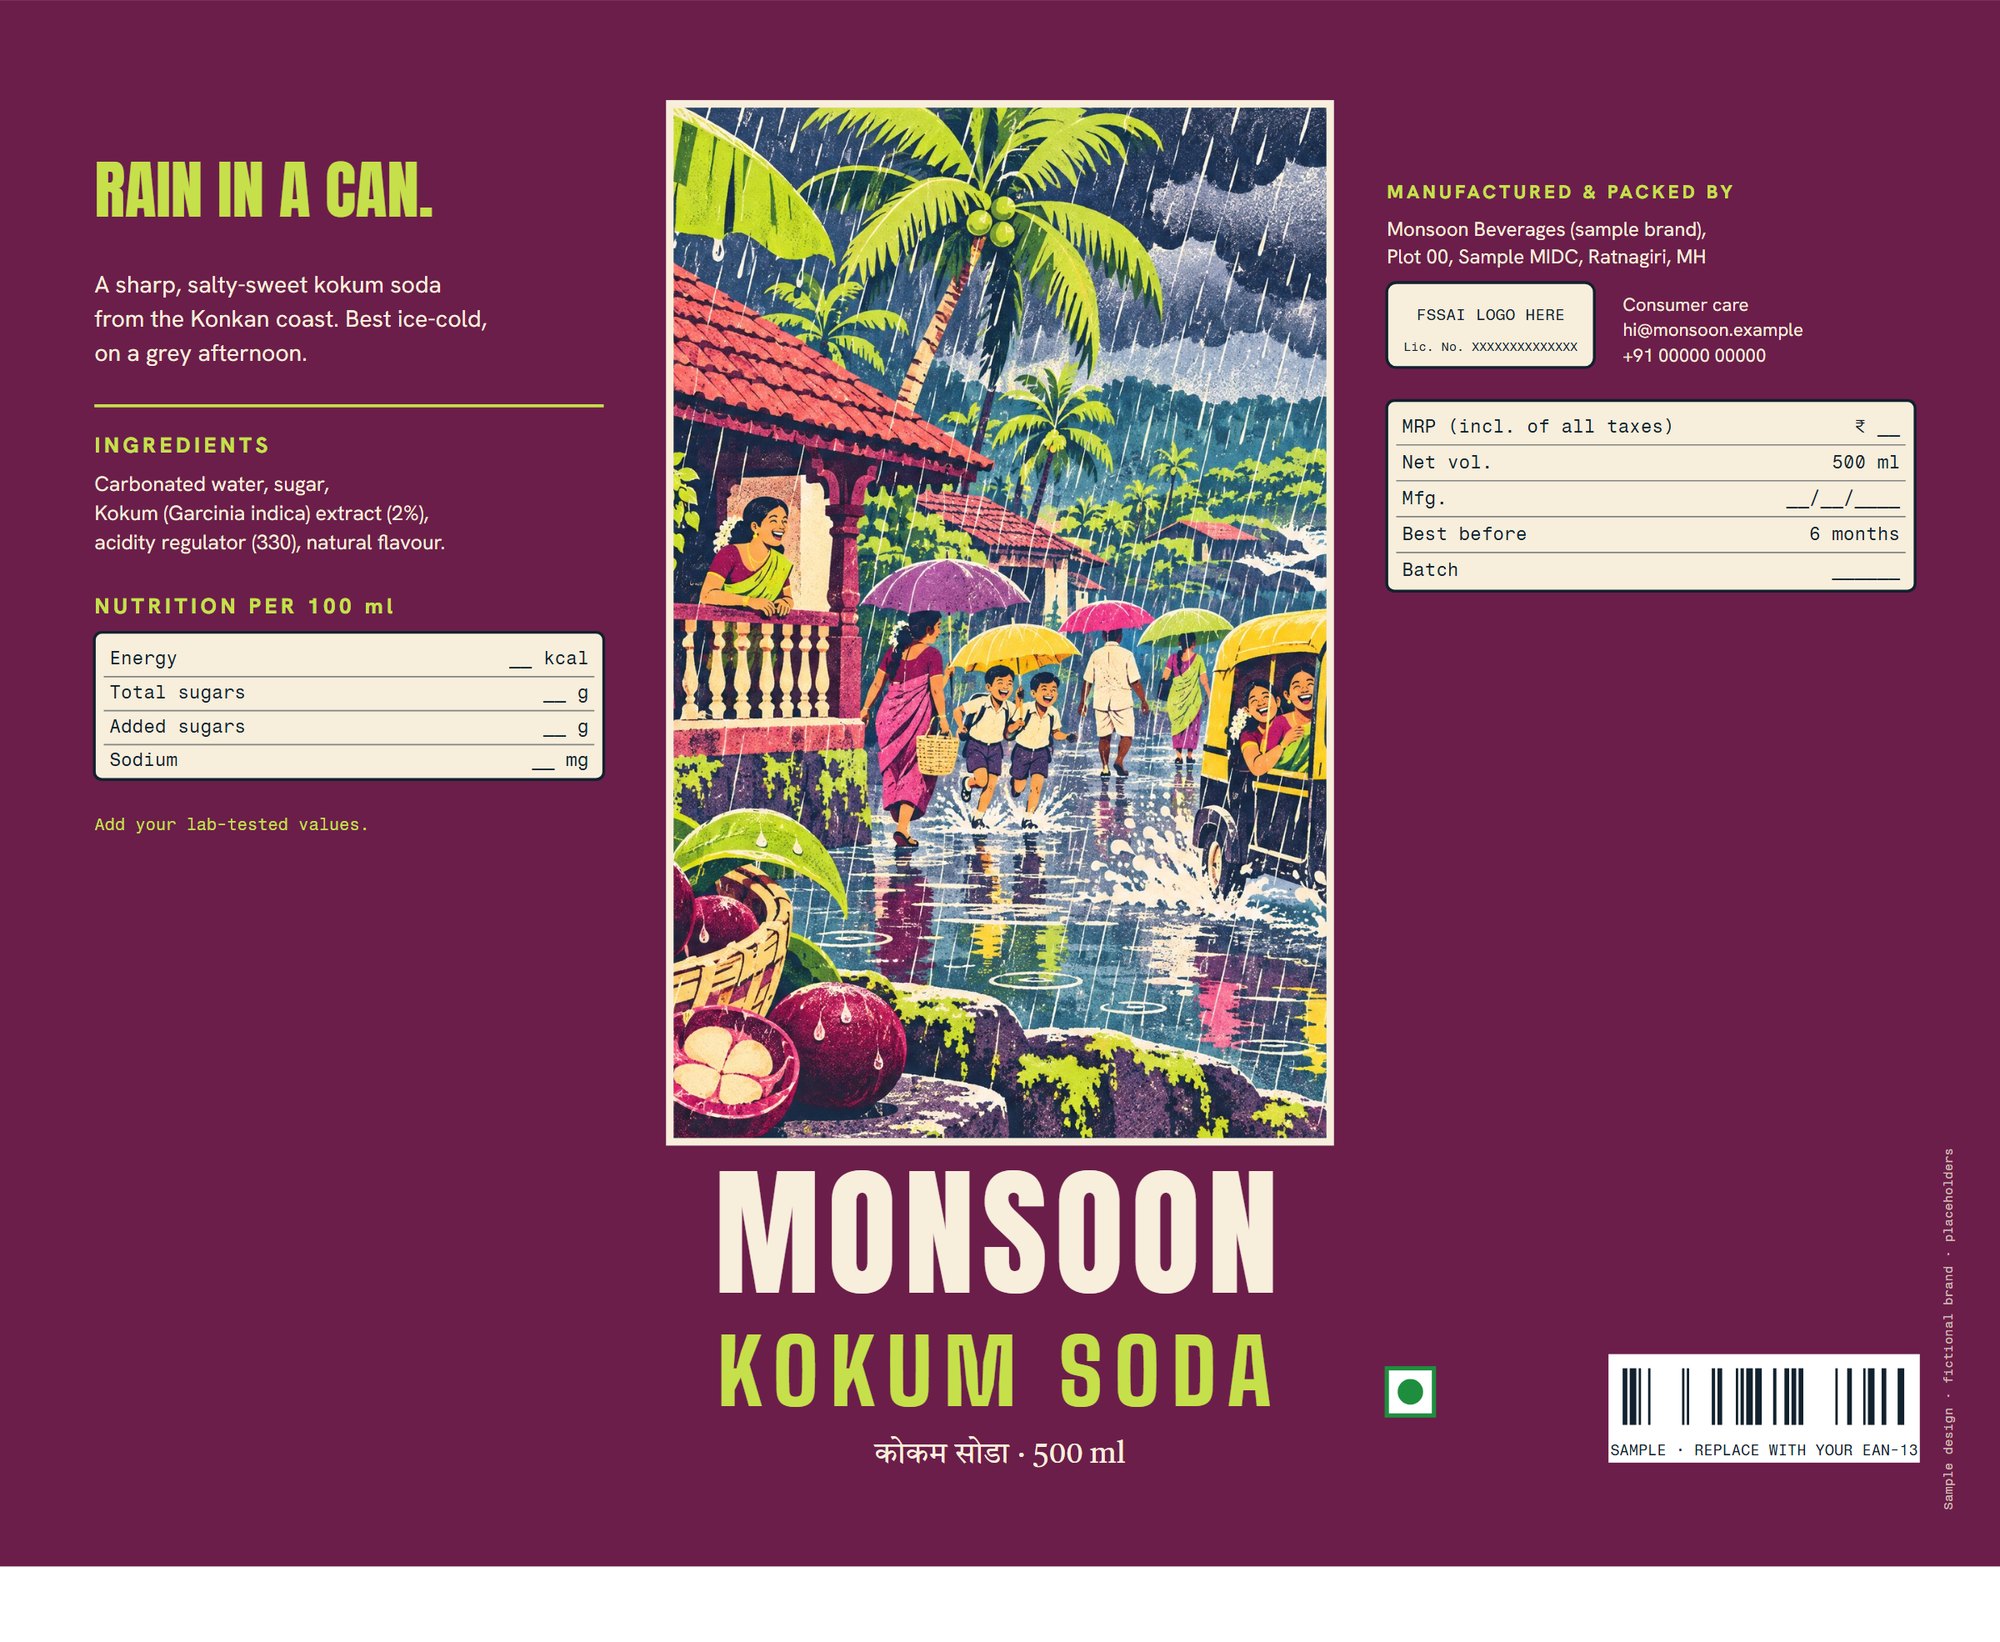 RAIN IN A CAN.
A sharp, salty-sweet kokum soda
from the Konkan coast. Best ice-cold,
on a grey afternoon.
INGREDIENTS
Carbonated water, sugar,
Kokum (Garcinia indica) extract (2%),
acidity regulator (330), natural flavour.
NUTRITION PER 100 ml
Energy __ kcal
Total sugars __ g
Added sugars __ g
Sodium __ mg
Add your lab-tested values.
MONSOON
KOKUM SODA
कोकम सोडा · 500 ml
MANUFACTURED & PACKED BY
Monsoon Beverages (sample brand),
Plot 00, Sample MIDC, Ratnagiri, MH
FSSAI LOGO HERE
Lic. No. XXXXXXXXXXXXXX
Consumer care
hi@monsoon.example
+91 00000 00000
MRP (incl. of all taxes) ₹ __
Net vol. 500 ml
Mfg. __/__/____
Best before 6 months
Batch ______
SAMPLE · REPLACE WITH YOUR EAN-13
Sample design · fictional brand · placeholders